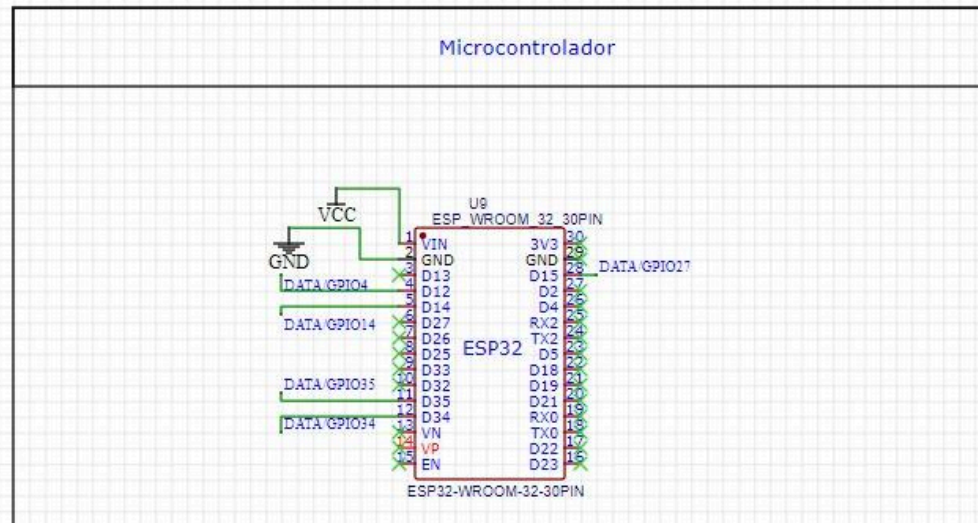 Microcontrolador
U9
ESP_WROOM_32_30PIN
VCC
GND
1 VIN 3V3 30
2 GND GND 29
3 D13 D15 28 DATA/GPIO27
DATA/GPIO4 4 D12 D2 27
5 D14 D4 26
DATA/GPIO14 6 D27 RX2 25
7 D26 TX2 24
8 D25 ESP32 D5 23
9 D33 D18 22
DATA/GPIO35 10 D32 D19 21
11 D35 D21 20
12 D34 RX0 19
DATA/GPIO34 13 VN TX0 18
14 VP D22 17
15 EN D23 16
ESP32-WROOM-32-30PIN